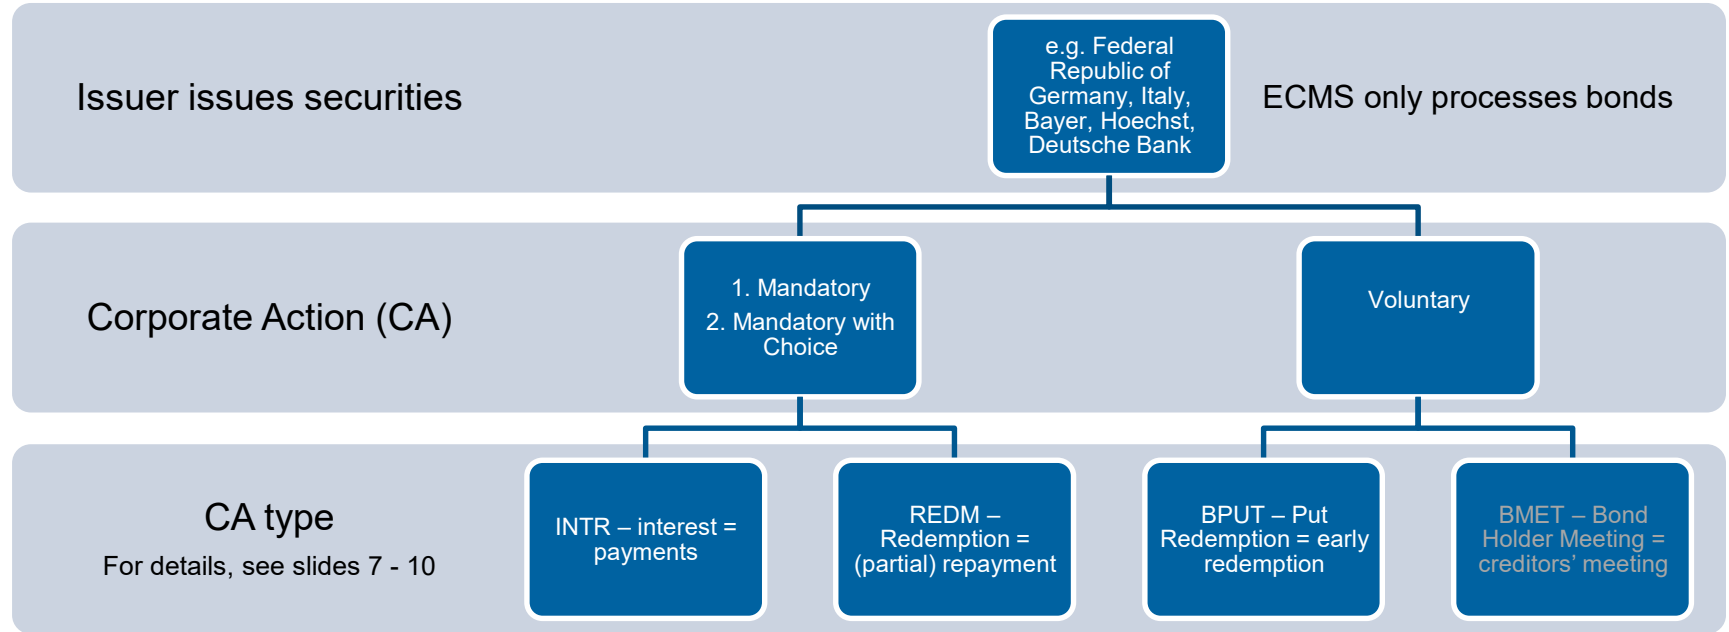 Issuer issues securities
e.g. Federal
Republic of
Germany, Italy,
Bayer, Hoechst,
Deutsche Bank
ECMS only processes bonds
Corporate Action (CA)
1. Mandatory
2. Mandatory with
Choice
Voluntary
CA type
For details, see slides 7 - 10
INTR – interest =
payments
REDM –
Redemption =
(partial) repayment
BPUT – Put
Redemption = early
redemption
BMET – Bond
Holder Meeting =
creditors’ meeting